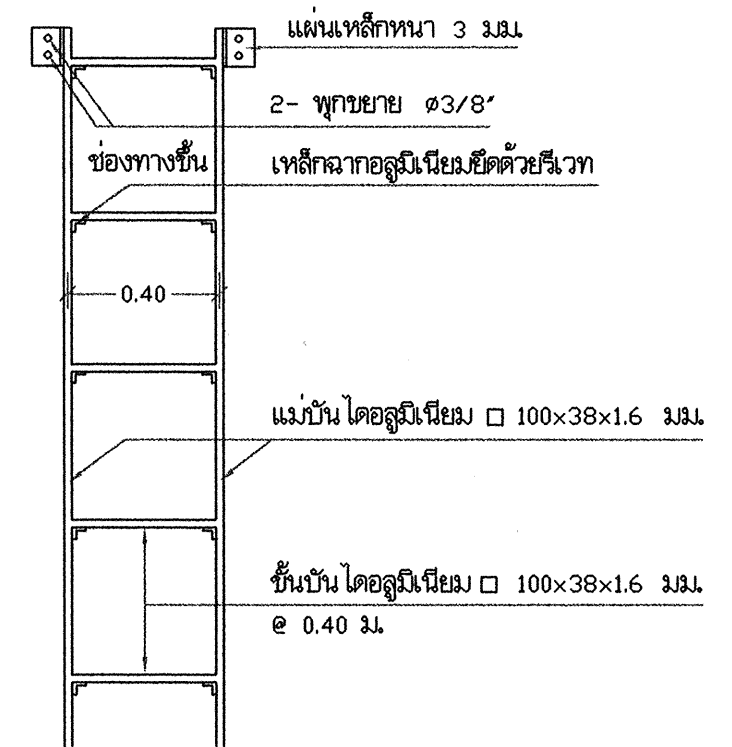 แผ่นเหล็กหนา 3 มม.
2- พุกขยาย ø3/8"
ช่องทางขึ้น
เหล็กฉากอลูมิเนียมยึดด้วยรีเวท
0.40
แม่บันไดอลูมิเนียม □ 100x38x1.6 มม.
ขั้นบันไดอลูมิเนียม □ 100x38x1.6 มม.
@ 0.40 ม.